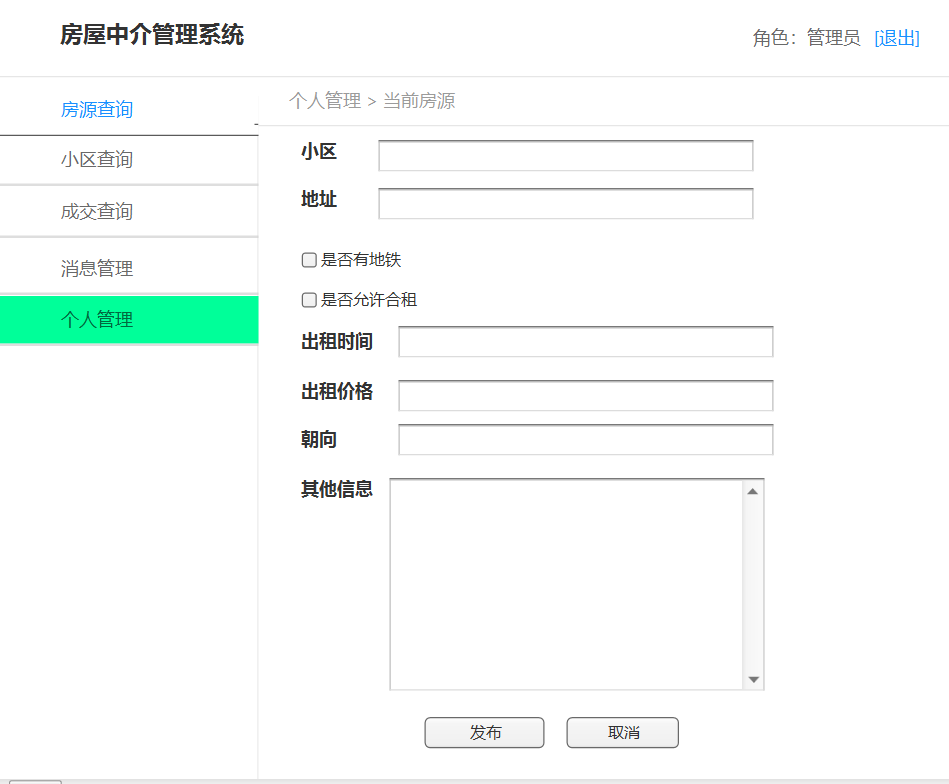 房屋中介管理系统
角色：管理员 [退出]
房源查询
小区查询
成交查询
消息管理
个人管理
个人管理 > 当前房源
小区
地址
是否有地铁
是否允许合租
出租时间
出租价格
朝向
其他信息
发布
取消